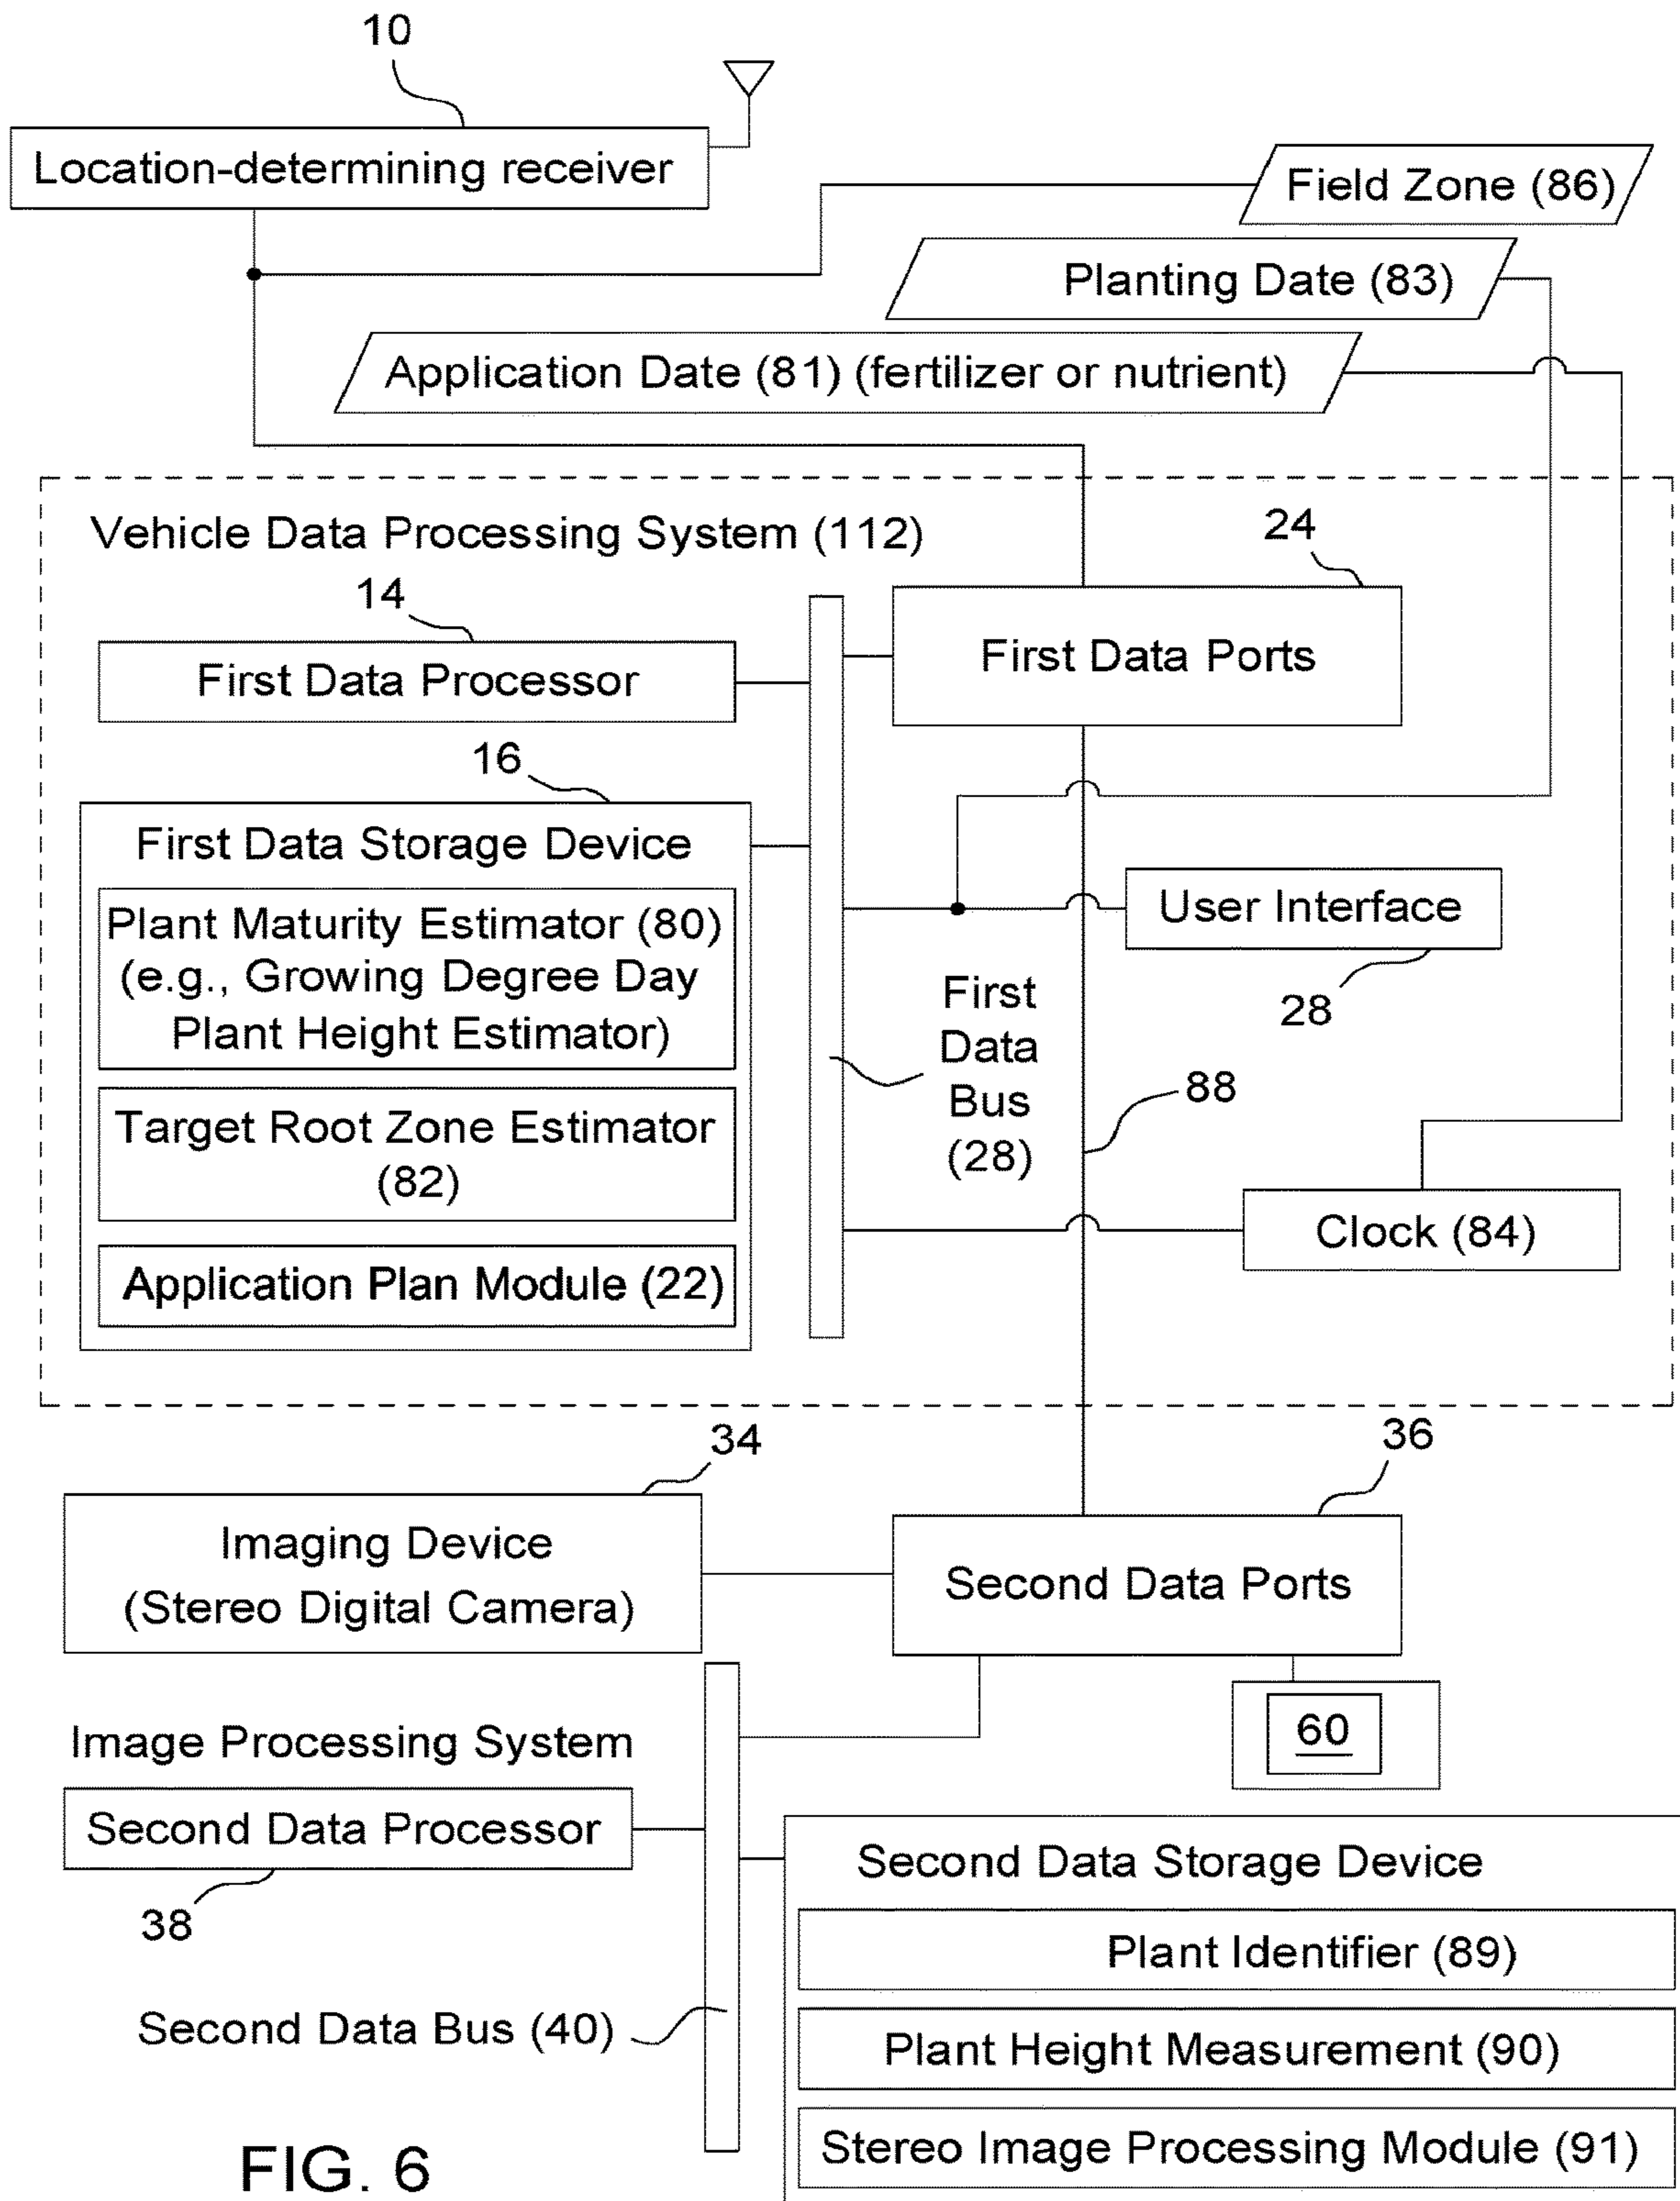 10
Location-determining receiver
Field Zone (86)
Planting Date (83)
Application Date (81) (fertilizer or nutrient)
Vehicle Data Processing System (112)
24
14
First Data Ports
First Data Processor
16
First Data Storage Device
Plant Maturity Estimator (80)
(e.g., Growing Degree Day
Plant Height Estimator)
User Interface
28
First
Data
Bus
(28)
88
Target Root Zone Estimator
(82)
Clock (84)
Application Plan Module (22)
34
36
Imaging Device
(Stereo Digital Camera)
Second Data Ports
60
Image Processing System
Second Data Processor
38
Second Data Storage Device
Plant Identifier (89)
Second Data Bus (40)
Plant Height Measurement (90)
Stereo Image Processing Module (91)
FIG. 6